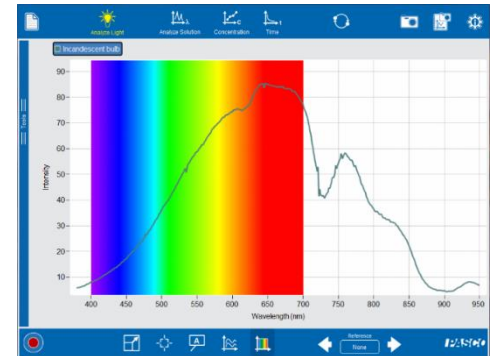 Analyze Light
Analyze Solution
Concentration
Time
Incandescent bulb
Tools
Intensity
90
80
70
60
50
40
30
20
10
400 450 500 550 600 650 700 750 800 850 900 950
Wavelength (nm)
Reference
None
PASCO